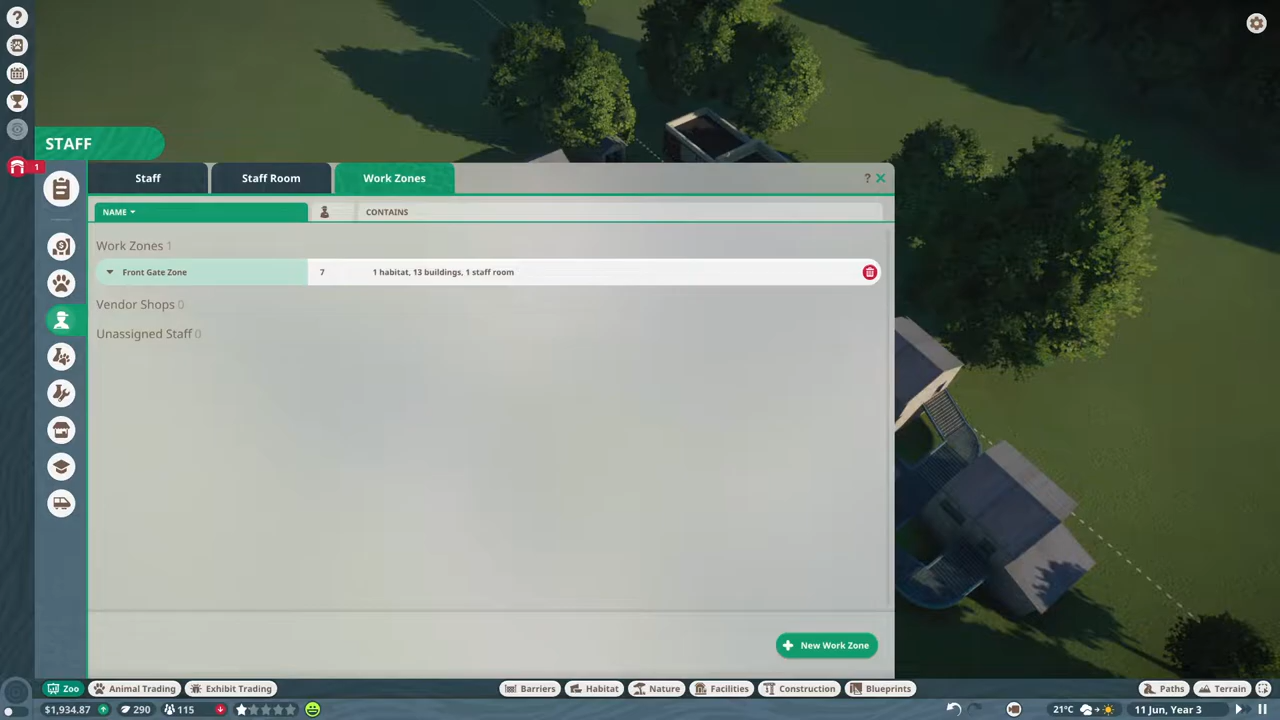 ?
1
STAFF
Staff
Staff Room
Work Zones
?
NAME
CONTAINS
Work Zones 1
Front Gate Zone
7
1 habitat, 13 buildings, 1 staff room
Vendor Shops 0
Unassigned Staff 0
New Work Zone
Zoo
Animal Trading
Exhibit Trading
Barriers
Habitat
Nature
Facilities
Construction
Blueprints
Paths
Terrain
$1,934.87
290
115
21°C
11 Jun, Year 3